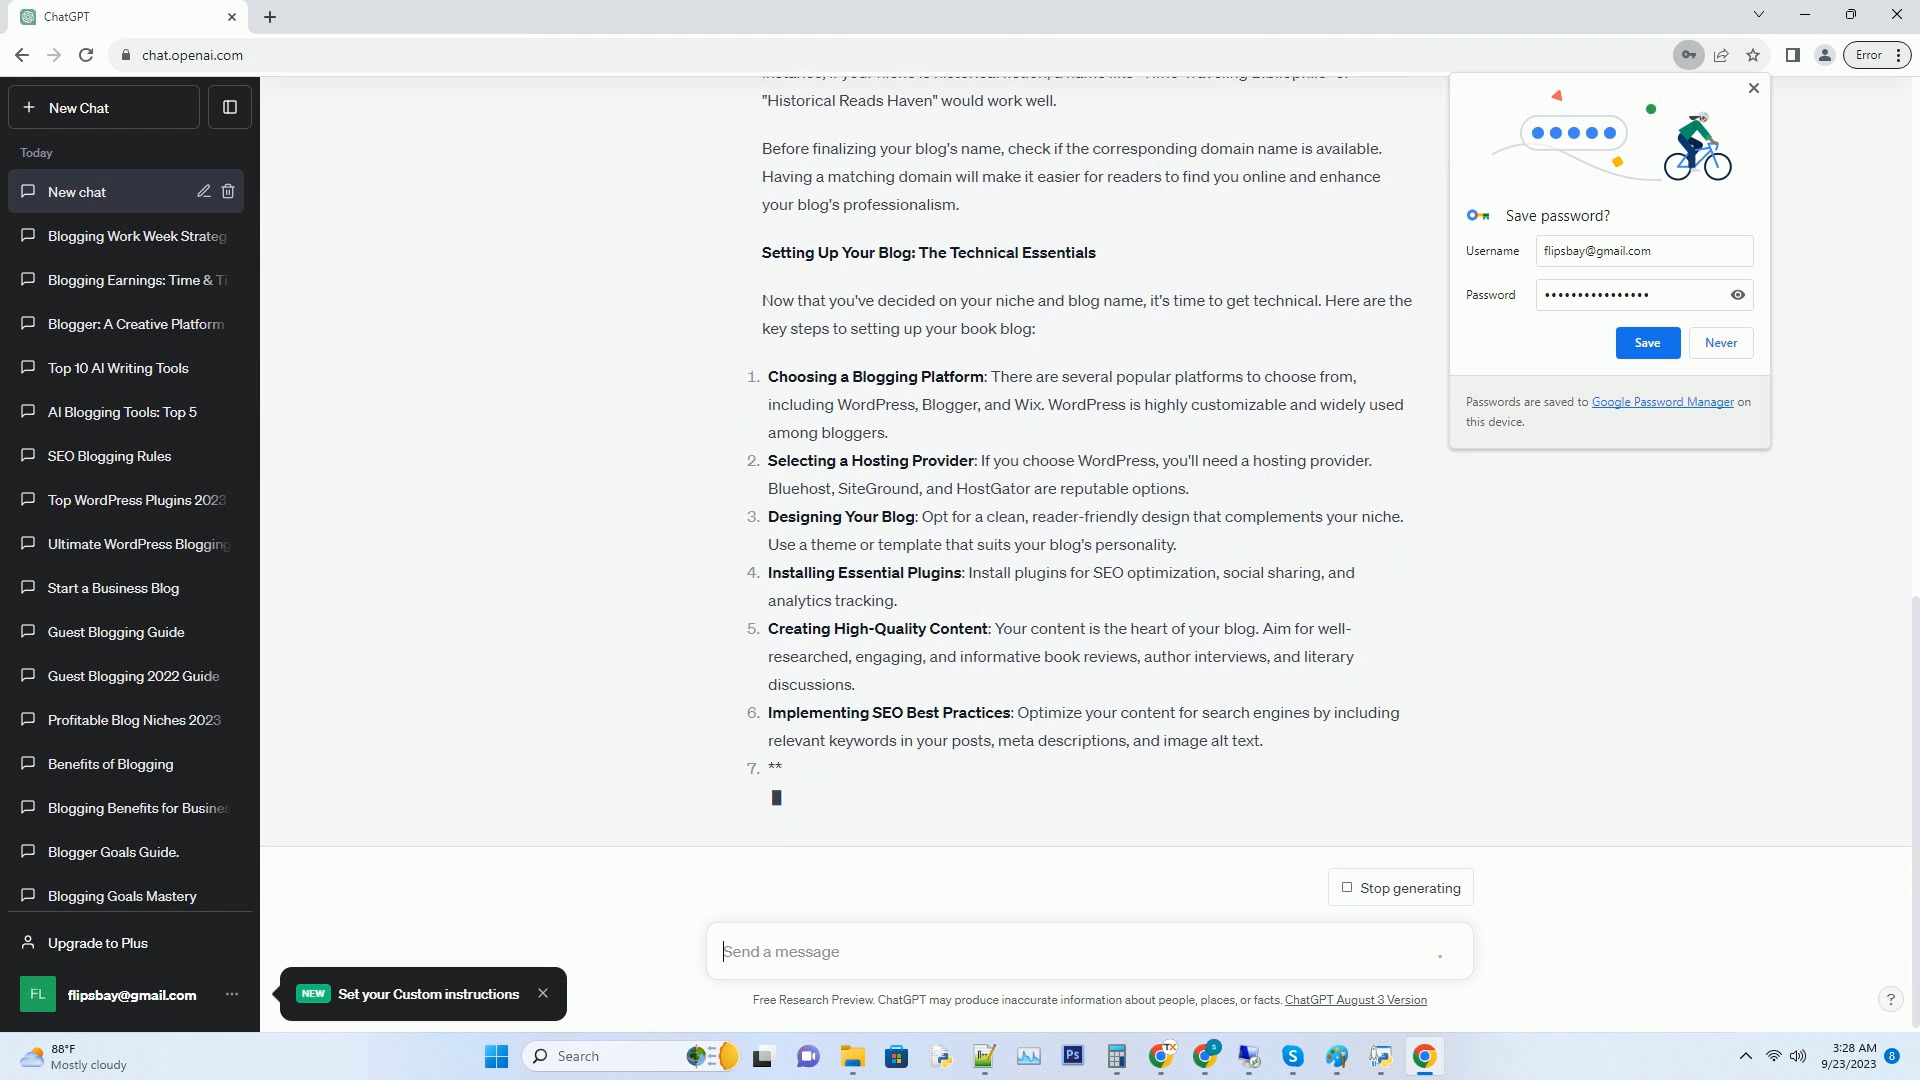 ChatGPT
chat.openai.com
Error
New Chat
Today
New chat
Blogging Work Week Strateg
Blogging Earnings: Time & Ti
Blogger: A Creative Platform
Top 10 AI Writing Tools
AI Blogging Tools: Top 5
SEO Blogging Rules
Top WordPress Plugins 2023
Ultimate WordPress Blogging
Start a Business Blog
Guest Blogging Guide
Guest Blogging 2022 Guide
Profitable Blog Niches 2023
Benefits of Blogging
Blogging Benefits for Busines
Blogger Goals Guide.
Blogging Goals Mastery
Upgrade to Plus
FL
flipsbay@gmail.com
NEW Set your Custom instructions
"Historical Reads Haven" would work well.
Before finalizing your blog's name, check if the corresponding domain name is available.
Having a matching domain will make it easier for readers to find you online and enhance
your blog's professionalism.
Setting Up Your Blog: The Technical Essentials
Now that you've decided on your niche and blog name, it's time to get technical. Here are the
key steps to setting up your book blog:
1. Choosing a Blogging Platform: There are several popular platforms to choose from,
including WordPress, Blogger, and Wix. WordPress is highly customizable and widely used
among bloggers.
2. Selecting a Hosting Provider: If you choose WordPress, you'll need a hosting provider.
Bluehost, SiteGround, and HostGator are reputable options.
3. Designing Your Blog: Opt for a clean, reader-friendly design that complements your niche.
Use a theme or template that suits your blog's personality.
4. Installing Essential Plugins: Install plugins for SEO optimization, social sharing, and
analytics tracking.
5. Creating High-Quality Content: Your content is the heart of your blog. Aim for well-
researched, engaging, and informative book reviews, author interviews, and literary
discussions.
6. Implementing SEO Best Practices: Optimize your content for search engines by including
relevant keywords in your posts, meta descriptions, and image alt text.
7. **
Stop generating
Send a message
Free Research Preview. ChatGPT may produce inaccurate information about people, places, or facts. ChatGPT August 3 Version
?
Save password?
Username
flipsbay@gmail.com
Password
••••••••••••••••
Save
Never
Passwords are saved to Google Password Manager on
this device.
88°F
Mostly cloudy
Search
TX
S
Ps
3:28 AM
9/23/2023
8